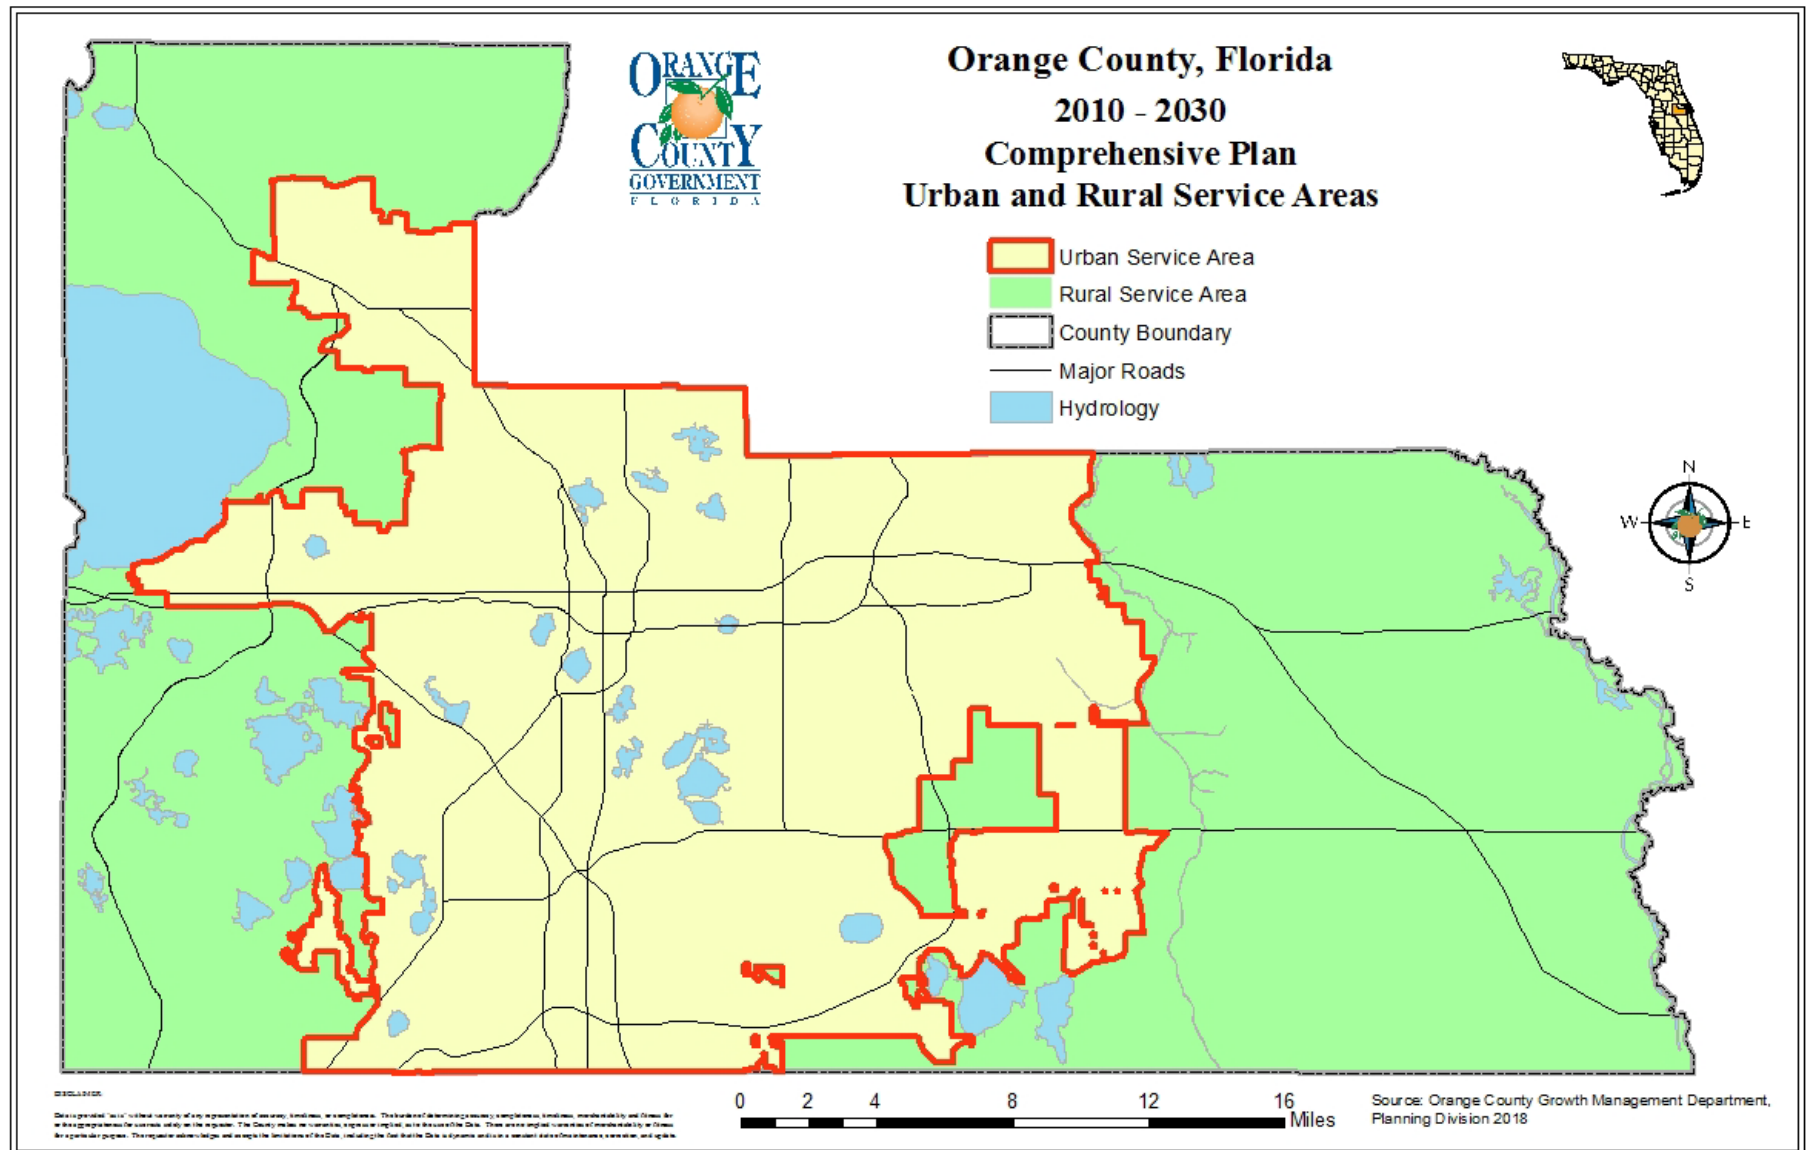 ORANGE
COUNTY
GOVERNMENT
FLORIDA
Orange County, Florida
2010 - 2030
Comprehensive Plan
Urban and Rural Service Areas
Urban Service Area
Rural Service Area
County Boundary
Major Roads
Hydrology
N
W E
S
DISCLAIMER
0 2 4 8 12 16
Miles
Source: Orange County Growth Management Department,
Planning Division 2018